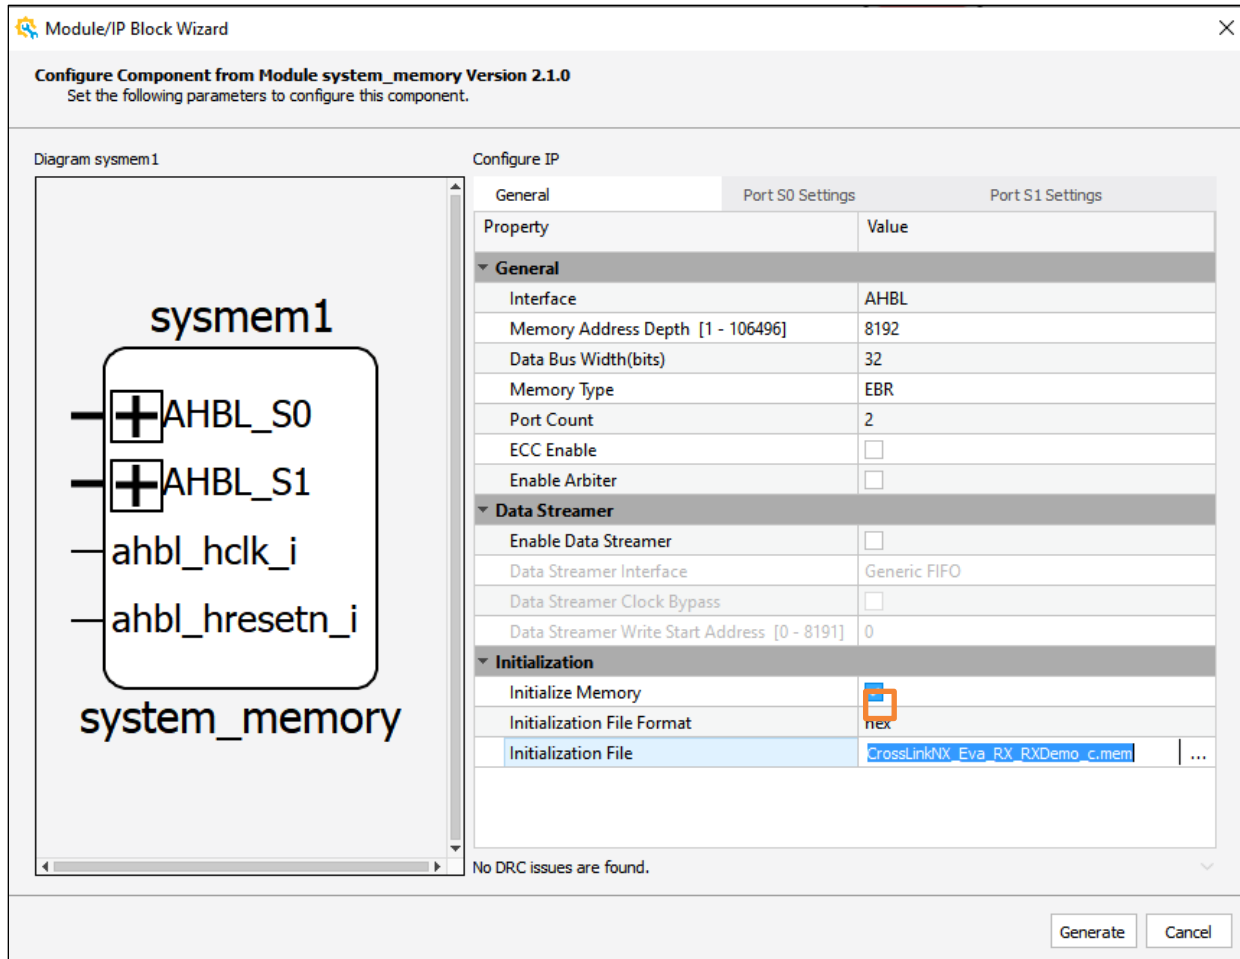 Module/IP Block Wizard
Configure Component from Module system_memory Version 2.1.0
Set the following parameters to configure this component.
Diagram sysmem1
Configure IP
General Port S0 Settings Port S1 Settings
Property Value
General
Interface AHBL
Memory Address Depth [1 - 106496] 8192
Data Bus Width(bits) 32
Memory Type EBR
Port Count 2
ECC Enable
Enable Arbiter
Data Streamer
Enable Data Streamer
Data Streamer Interface Generic FIFO
Data Streamer Clock Bypass
Data Streamer Write Start Address [0 - 8191] 0
Initialization
Initialize Memory
Initialization File Format hex
Initialization File CrossLinkNX_Eva_RX_RXDemo_c.mem ...
sysmem1
AHBL_S0
AHBL_S1
ahbl_hclk_i
ahbl_hresetn_i
system_memory
No DRC issues are found.
Generate Cancel